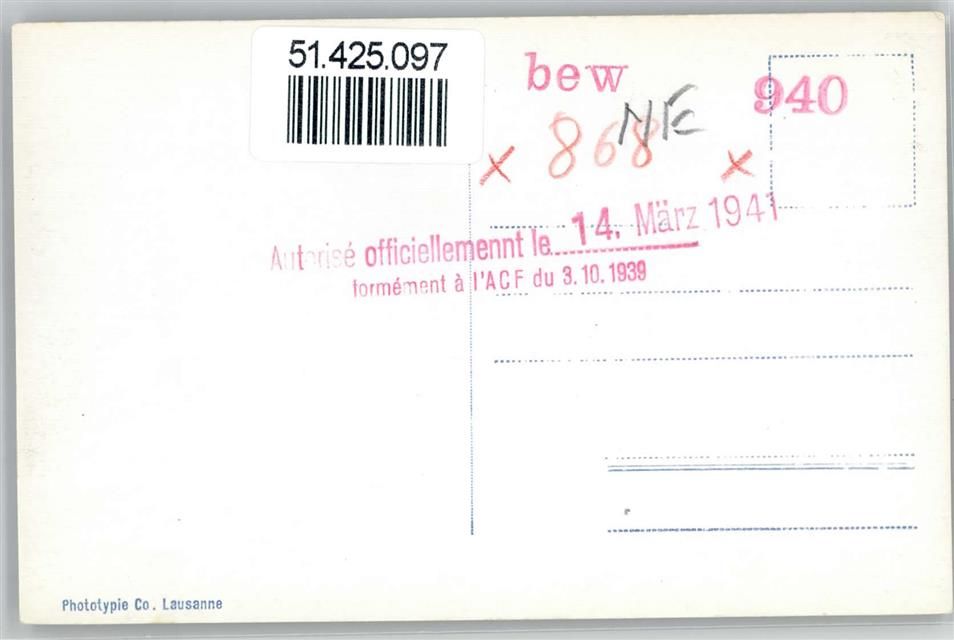 51.425.097
bew
940
x 868 x
NE
Autorisé officiellemennt le 14. März 1941
formément à l'ACF du 3.10.1939
Phototypie Co. Lausanne